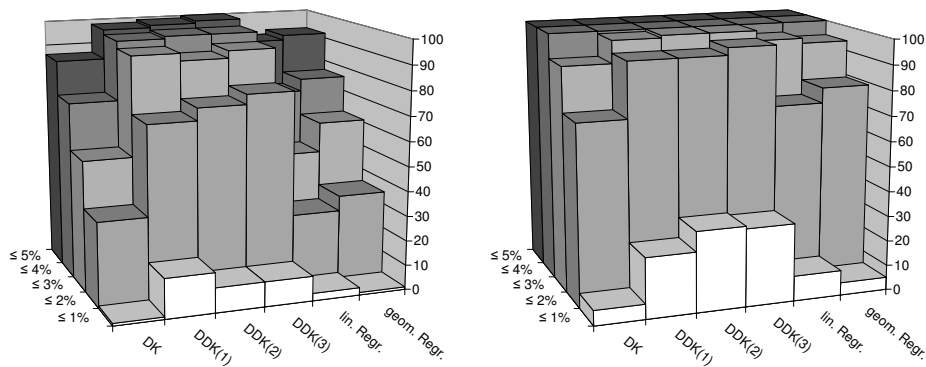 100
90
80
70
60
50
40
30
20
10
0
≤ 5%
≤ 4%
≤ 3%
≤ 2%
≤ 1%
DK
DDK(1)
DDK(2)
DDK(3)
lin. Regr.
geom. Regr.
100
90
80
70
60
50
40
30
20
10
0
≤ 5%
≤ 4%
≤ 3%
≤ 2%
≤ 1%
DK
DDK(1)
DDK(2)
DDK(3)
lin. Regr.
geom. Regr.